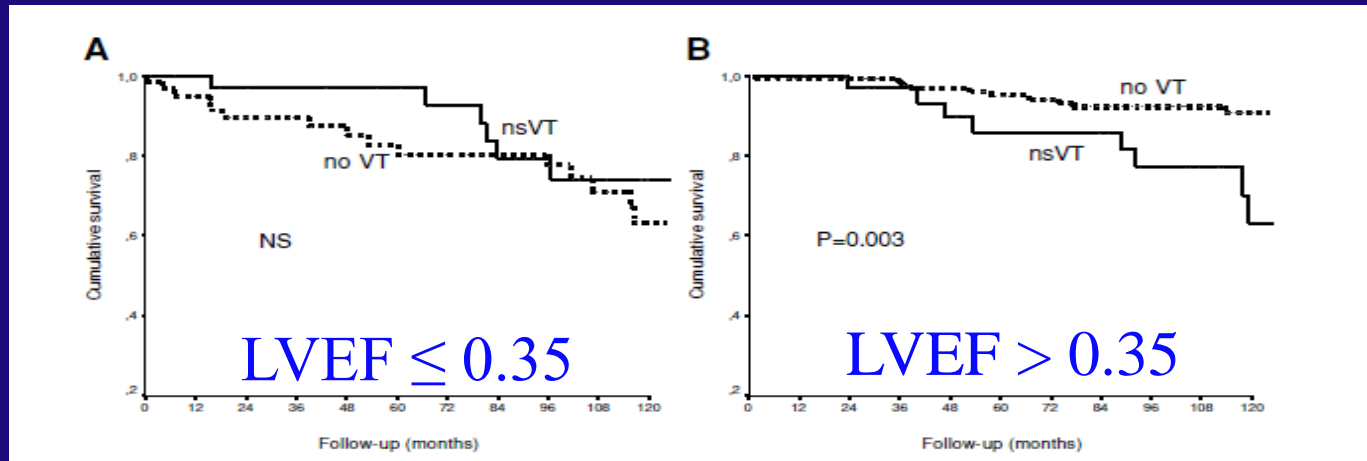 A
Cumulative survival
1,0
,8
,6
,4
,2
nsVT
no VT
NS
LVEF ≤ 0.35
0 12 24 36 48 60 72 84 96 108 120
Follow-up (months)
B
Cumulative survival
1,0
,8
,6
,4
,2
no VT
nsVT
P=0.003
LVEF > 0.35
0 12 24 36 48 60 72 84 96 108 120
Follow-up (months)